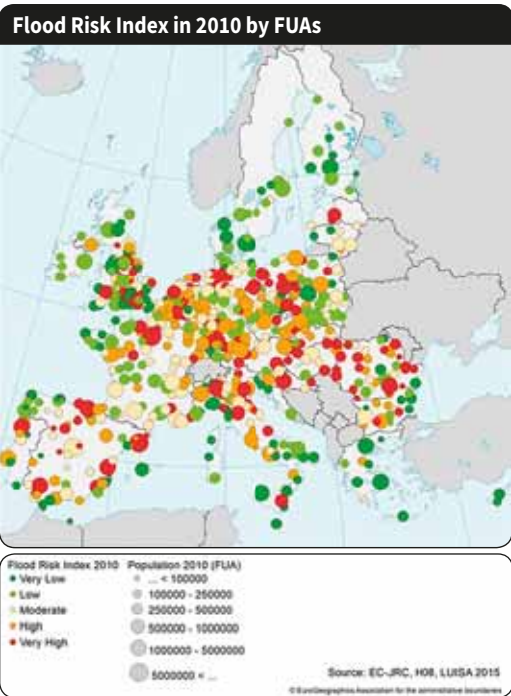 Flood Risk Index in 2010 by FUAs
Flood Risk Index 2010
Very Low
Low
Moderate
High
Very High
Population 2010 (FUA)
... < 100000
100000 - 250000
250000 - 500000
500000 - 1000000
1000000 - 5000000
5000000 < ...
Source: EC-JRC, H08, LUISA 2015
© EuroGeographics Association for the administrative boundaries